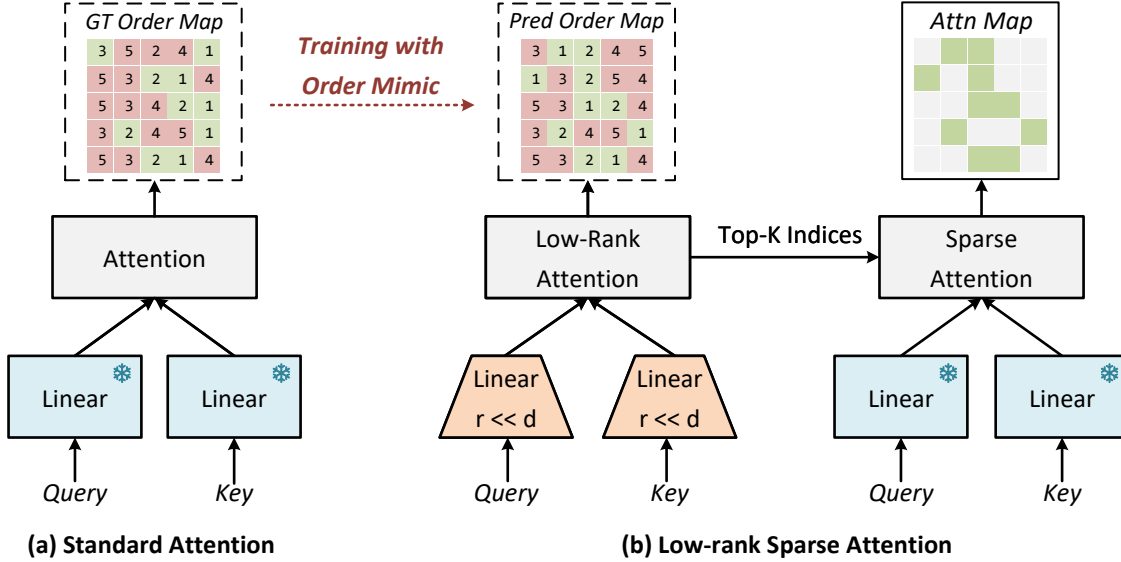 GT Order Map
3 5 2 4 1
5 3 2 1 4
5 3 4 2 1
3 2 4 5 1
5 3 2 1 4
Training with
Order Mimic
Pred Order Map
3 1 2 4 5
1 3 2 5 4
5 3 1 2 4
3 2 4 5 1
5 3 2 1 4
Attn Map
Attention
Low-Rank
Attention
Top-K Indices
Sparse
Attention
Linear
Linear
Linear
r << d
Linear
r << d
Linear
Linear
Query
Key
Query
Key
Query
Key
(a) Standard Attention
(b) Low-rank Sparse Attention